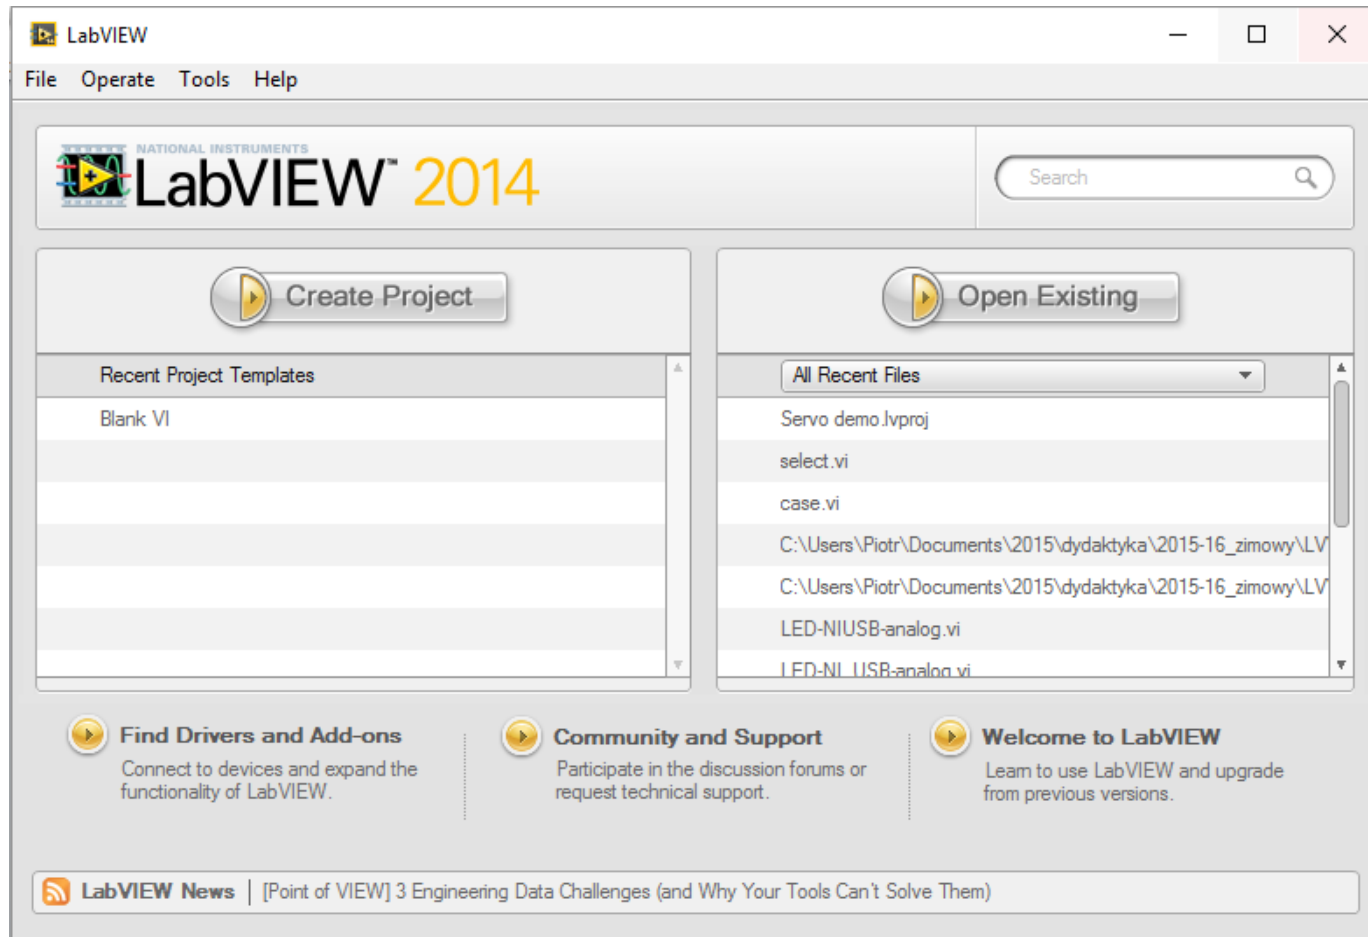 LabVIEW
File Operate Tools Help
NATIONAL INSTRUMENTS
LabVIEW™ 2014
Search
Create Project
Recent Project Templates
Blank VI
Open Existing
All Recent Files
Servo demo.lvproj
select.vi
case.vi
C:\Users\Piotr\Documents\2015\dydaktyka\2015-16_zimowy\LV
C:\Users\Piotr\Documents\2015\dydaktyka\2015-16_zimowy\LV
LED-NIUSB-analog.vi
LED-NI_USB-analog.vi
Find Drivers and Add-ons
Connect to devices and expand the
functionality of LabVIEW.
Community and Support
Participate in the discussion forums or
request technical support.
Welcome to LabVIEW
Learn to use LabVIEW and upgrade
from previous versions.
LabVIEW News | [Point of VIEW] 3 Engineering Data Challenges (and Why Your Tools Can't Solve Them)